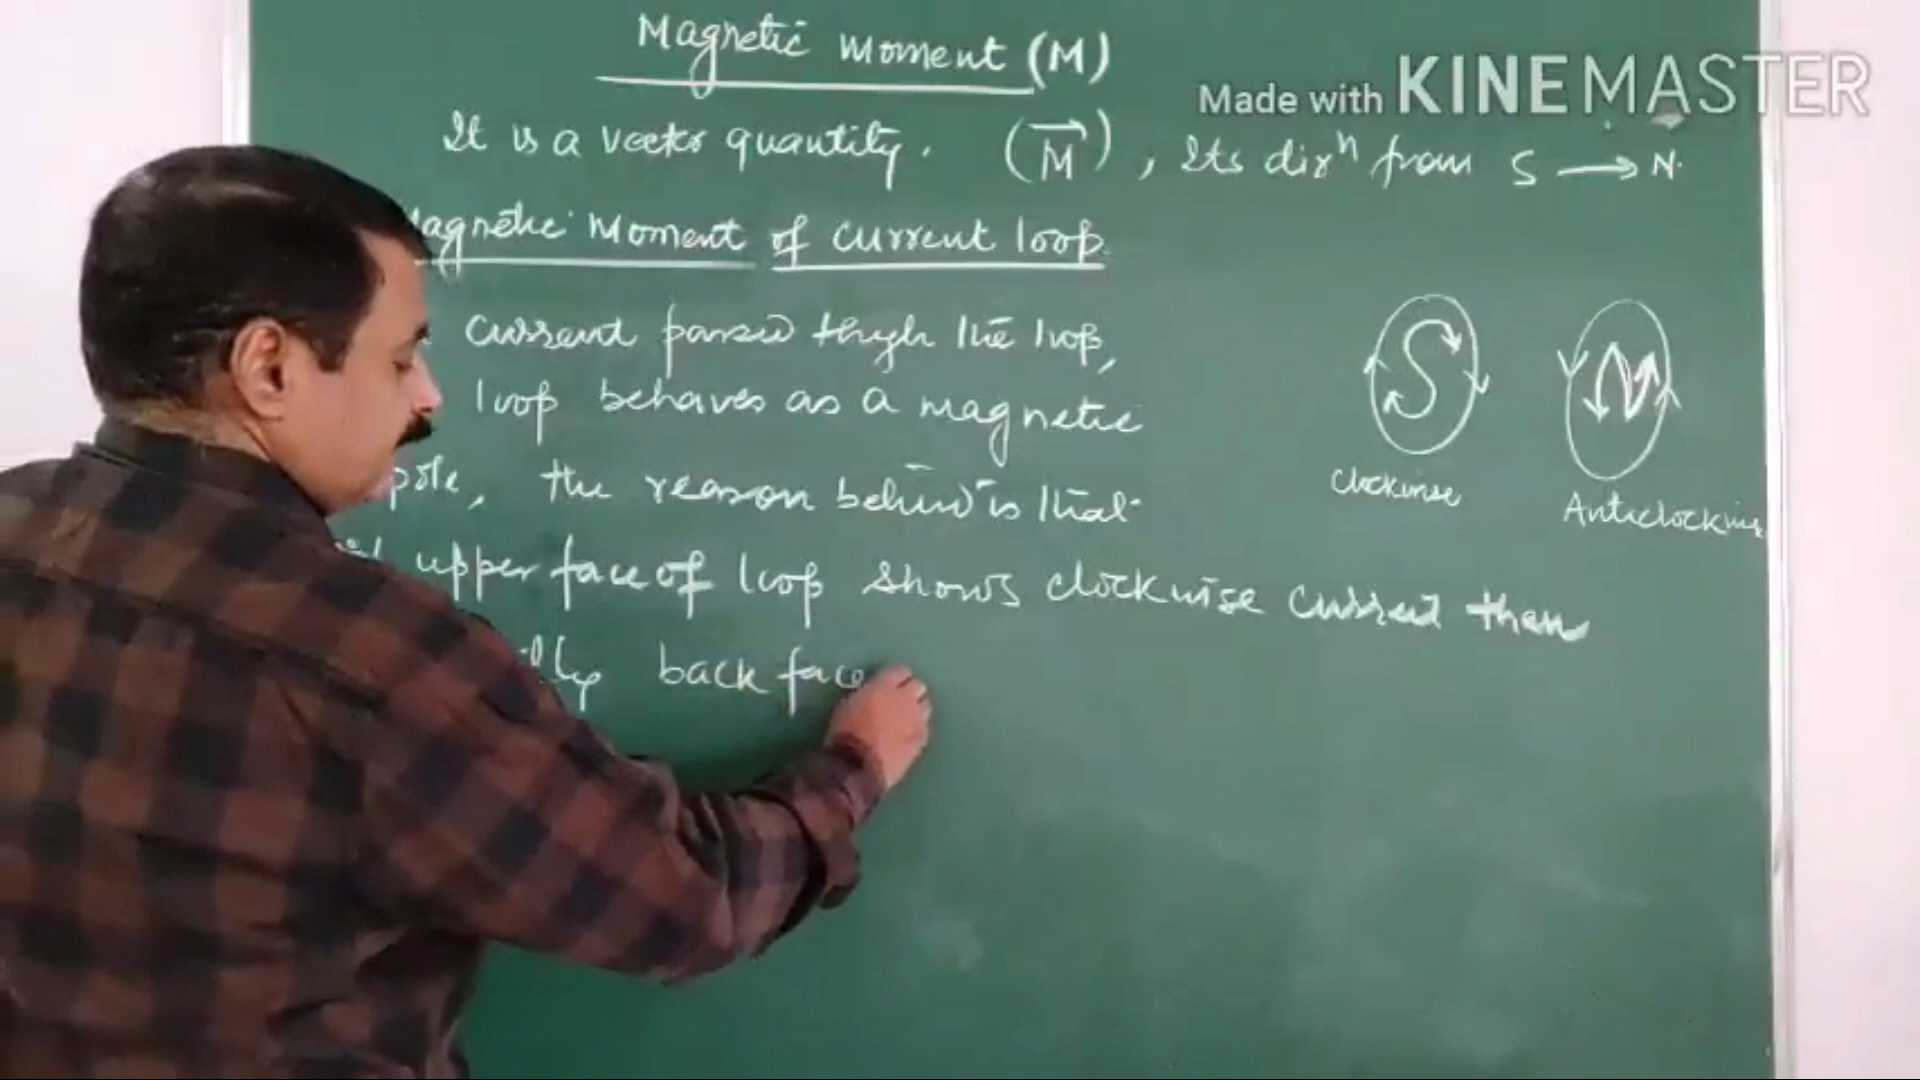 Magnetic Moment (M)
Made with KINEMASTER
It is a vector quantity. (M) , Its dirⁿ from S → N.
Magnetic Moment of current loop.
current passed through the loop,
loop behaves as a magnetic
pole, the reason behind is that
upper face of loop shows clockwise current then
back face
S
N
Clockwise
Anticlockwise